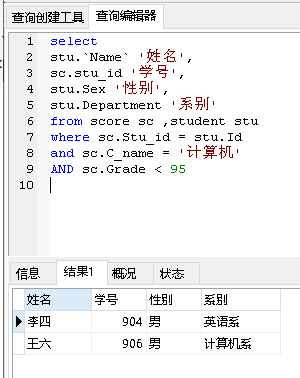 查询创建工具 查询编辑器
1 select
2 stu.`Name` '姓名',
3 sc.stu_id '学号',
4 stu.Sex '性别',
5 stu.Department '系别'
6 from score sc ,student stu
7 where sc.Stu_id = stu.Id
8 and sc.C_name = '计算机'
9 AND sc.Grade < 95
10
信息 结果1 概况 状态
姓名 学号 性别 系别
李四 904 男 英语系
王六 906 男 计算机系